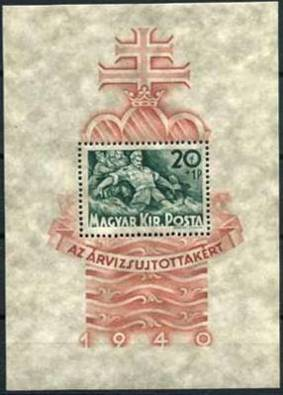 20
+1P
MAGYAR KIR. POSTA
AZ ÁRVIZSUJTOTTAKÉRT
1940